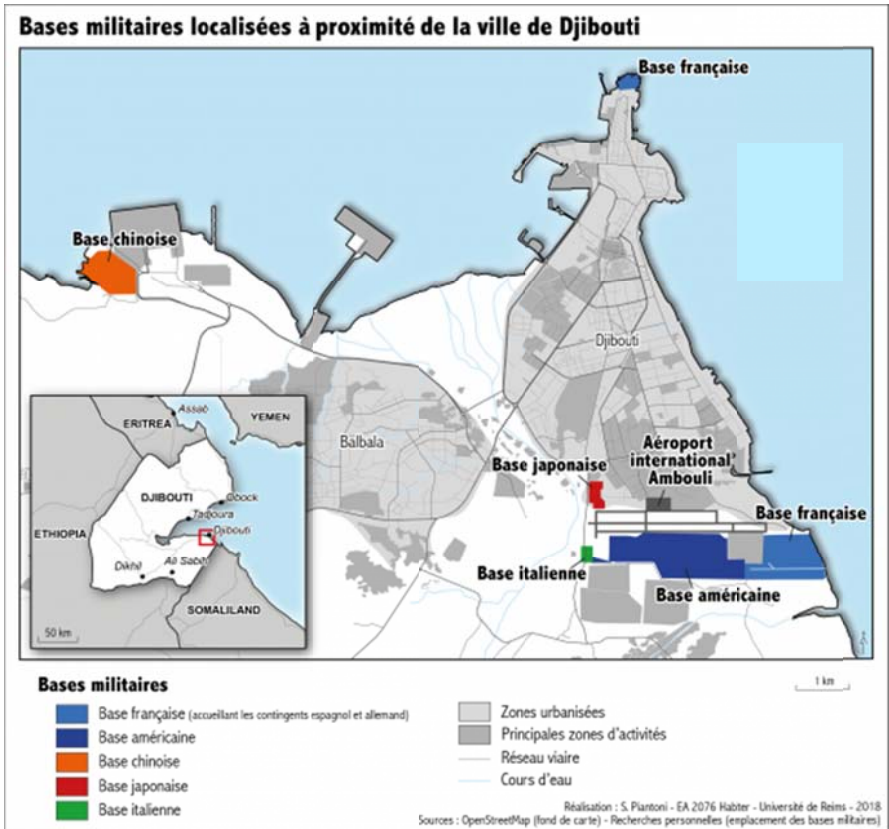 Bases militaires localisées à proximité de la ville de Djibouti
Base française
Base chinoise
Djibouti
Bàlbala
Base japonaise
Aéroport
international
Ambouli
Base française
Base italienne
Base américaine
Assab
YEMEN
ERITREA
DJIBOUTI
Obock
Tadjoura
Djibouti
ETHIOPIA
Dikhil
Ali Sabih
SOMALILAND
50 km
1 km
Bases militaires
Base française (accueillant les contingents espagnol et allemand)
Base américaine
Base chinoise
Base japonaise
Base italienne
Zones urbanisées
Principales zones d'activités
Réseau viaire
Cours d'eau
Réalisation : S. Piantoni - EA 2076 Habter - Université de Reims - 2018
Sources : OpenStreetMap (fond de carte) - Recherches personnelles (emplacement des bases militaires)